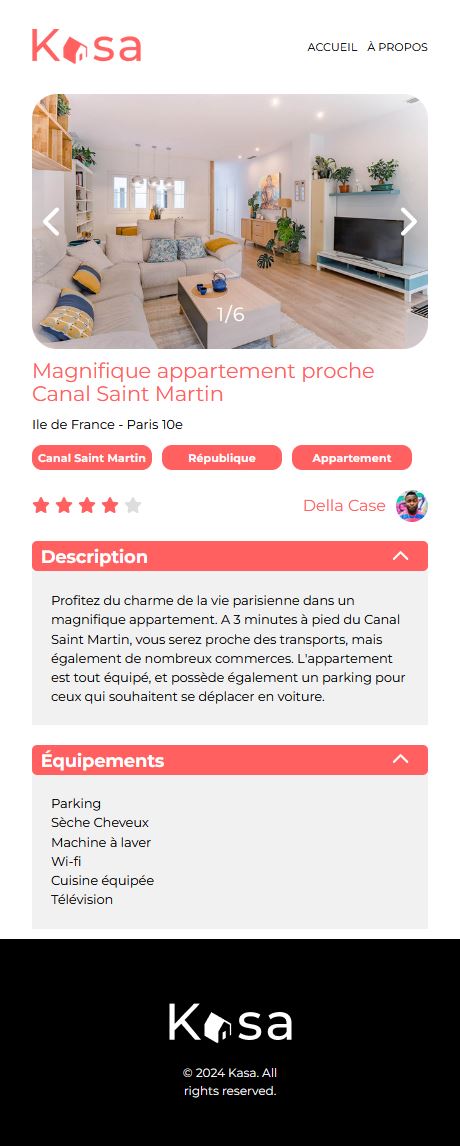 Kasa
ACCUEIL À PROPOS
1/6
Magnifique appartement proche
Canal Saint Martin
Ile de France - Paris 10e
Canal Saint Martin République Appartement
Della Case
Description
Profitez du charme de la vie parisienne dans un
magnifique appartement. A 3 minutes à pied du Canal
Saint Martin, vous serez proche des transports, mais
également de nombreux commerces. L'appartement
est tout équipé, et possède également un parking pour
ceux qui souhaitent se déplacer en voiture.
Équipements
Parking
Sèche Cheveux
Machine à laver
Wi-fi
Cuisine équipée
Télévision
Kasa
© 2024 Kasa. All
rights reserved.